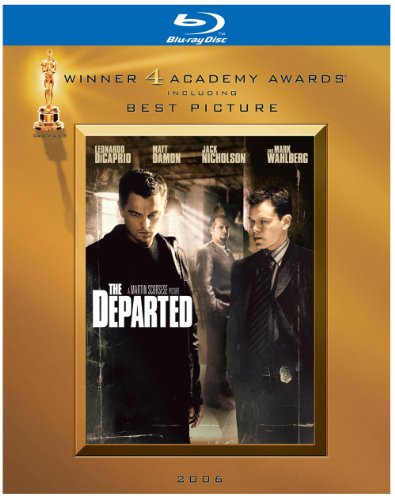 Blu-ray Disc
WINNER 4 ACADEMY AWARDS®
INCLUDING
BEST PICTURE
LEONARDO DiCAPRIO
MATT DAMON
JACK NICHOLSON
AND MARK WAHLBERG
THE
DEPARTED
A MARTIN SCORSESE PICTURE
2006